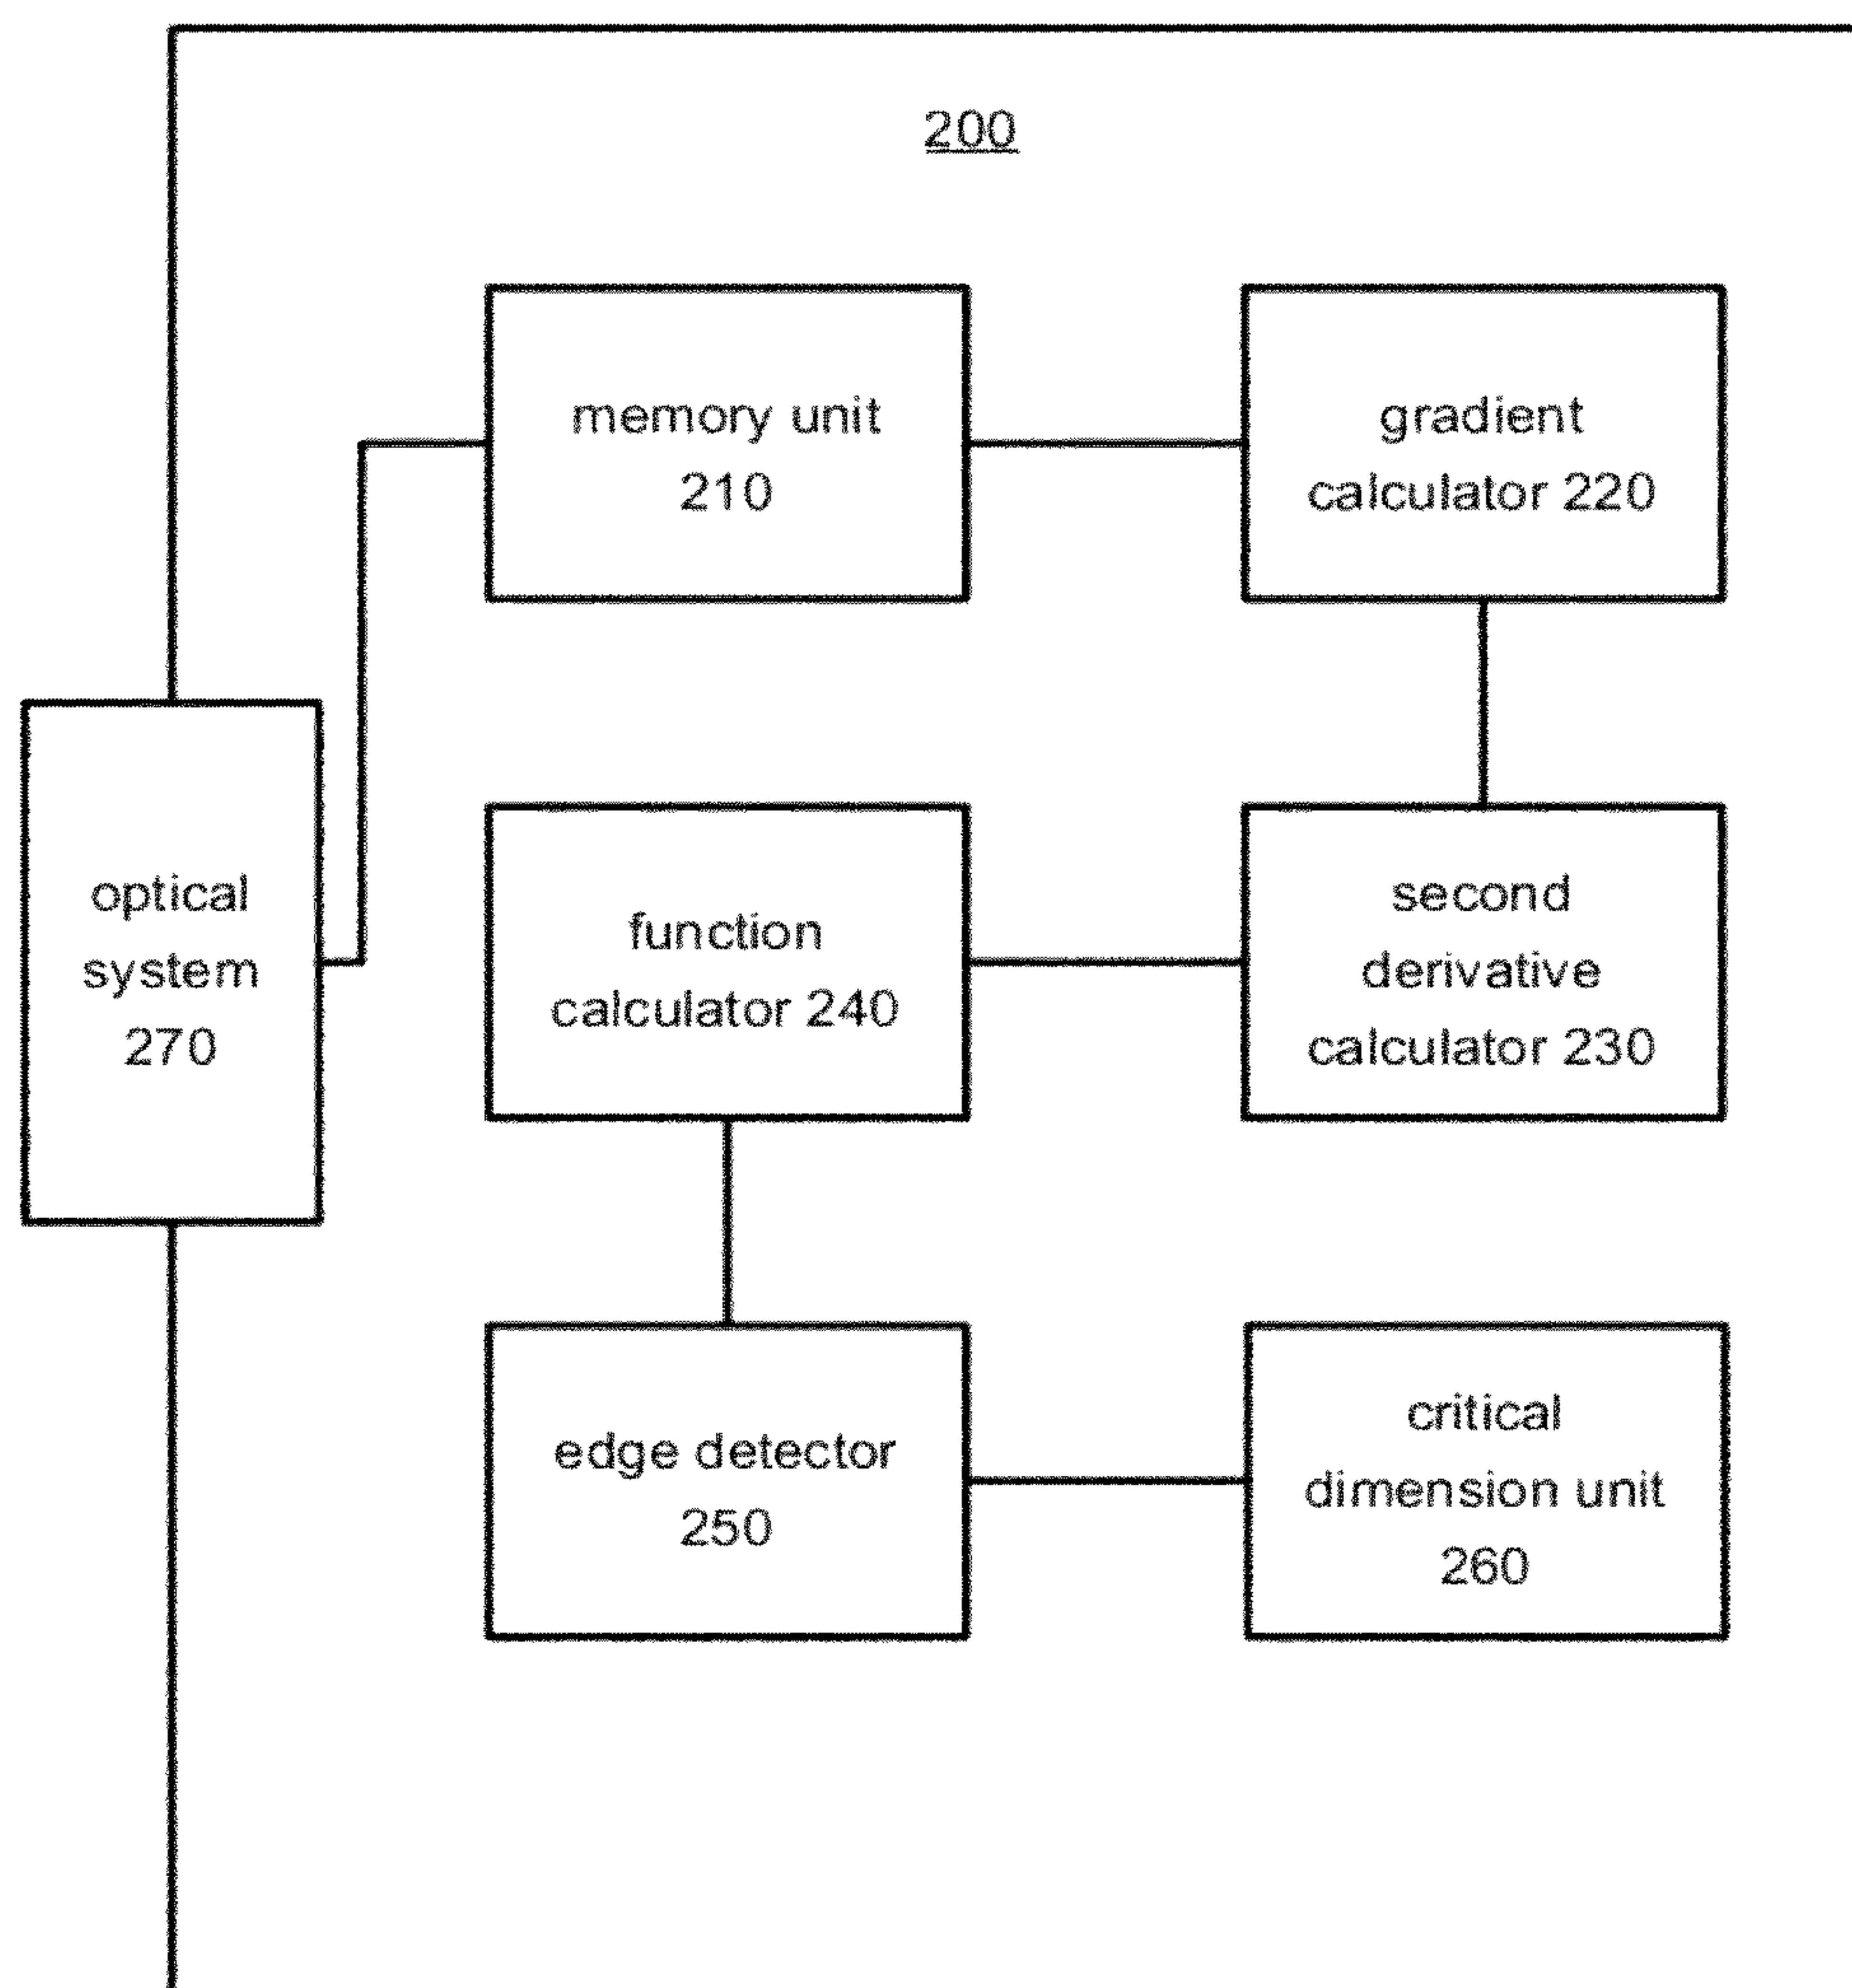 200
memory unit
210
gradient
calculator 220
optical
system
270
function
calculator 240
second
derivative
calculator 230
edge detector
250
critical
dimension unit
260